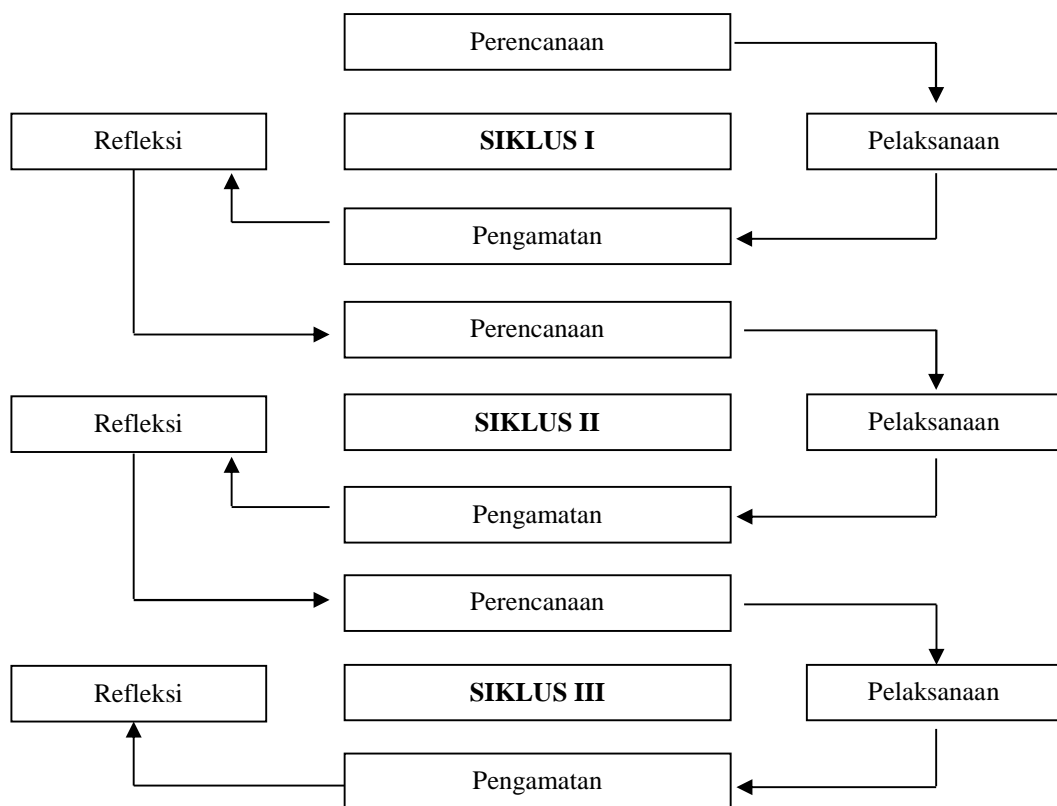 Perencanaan
Refleksi
SIKLUS I
Pelaksanaan
Pengamatan
Perencanaan
Refleksi
SIKLUS II
Pelaksanaan
Pengamatan
Perencanaan
Refleksi
SIKLUS III
Pelaksanaan
Pengamatan